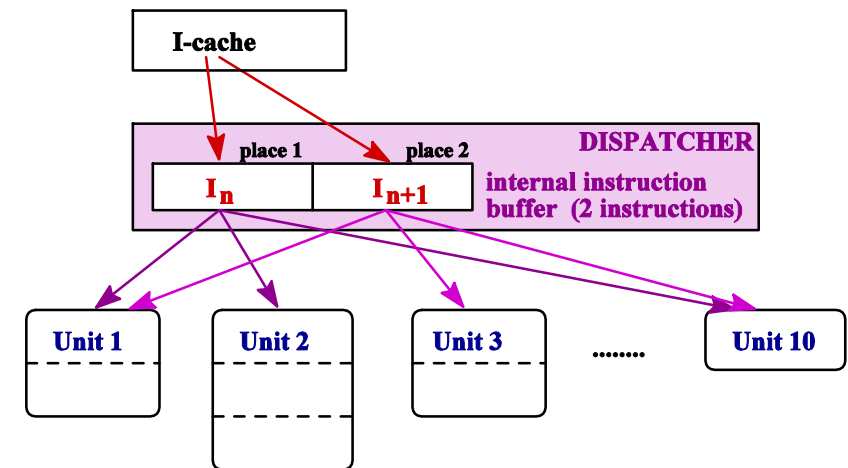 I-cache
DISPATCHER
place 1
place 2
In
In+1
internal instruction
buffer (2 instructions)
Unit 1
Unit 2
Unit 3
........
Unit 10